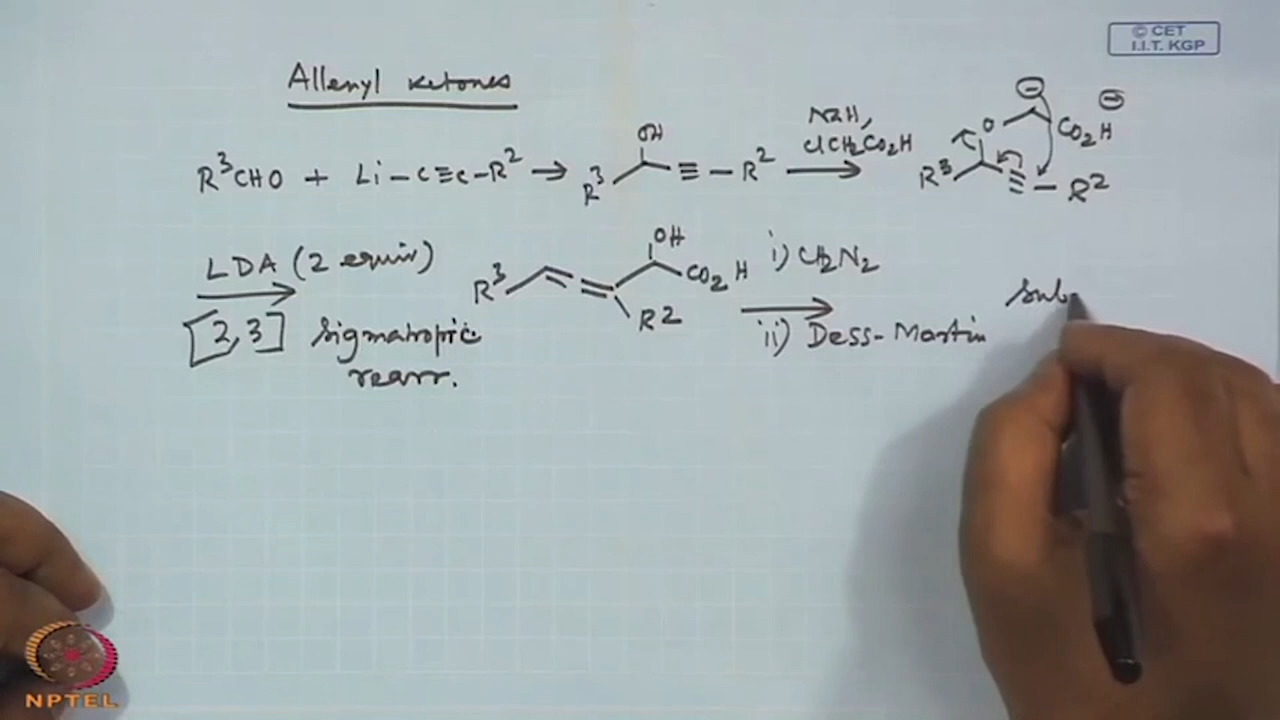 © CET
I.I.T. KGP
Allenyl ketones
R³CHO + Li-C≡C-R² → OH R³ ≡ -R² NaH, ClCH₂CO₂H → ⊖ O CO₂H ⊖ R³ ≡ -R²
LDA (2 equiv) R³ = = OH CO₂H R² i) CH₂N₂
[2,3] sigmatropic ii) Dess-Martin
rearr.
NPTEL